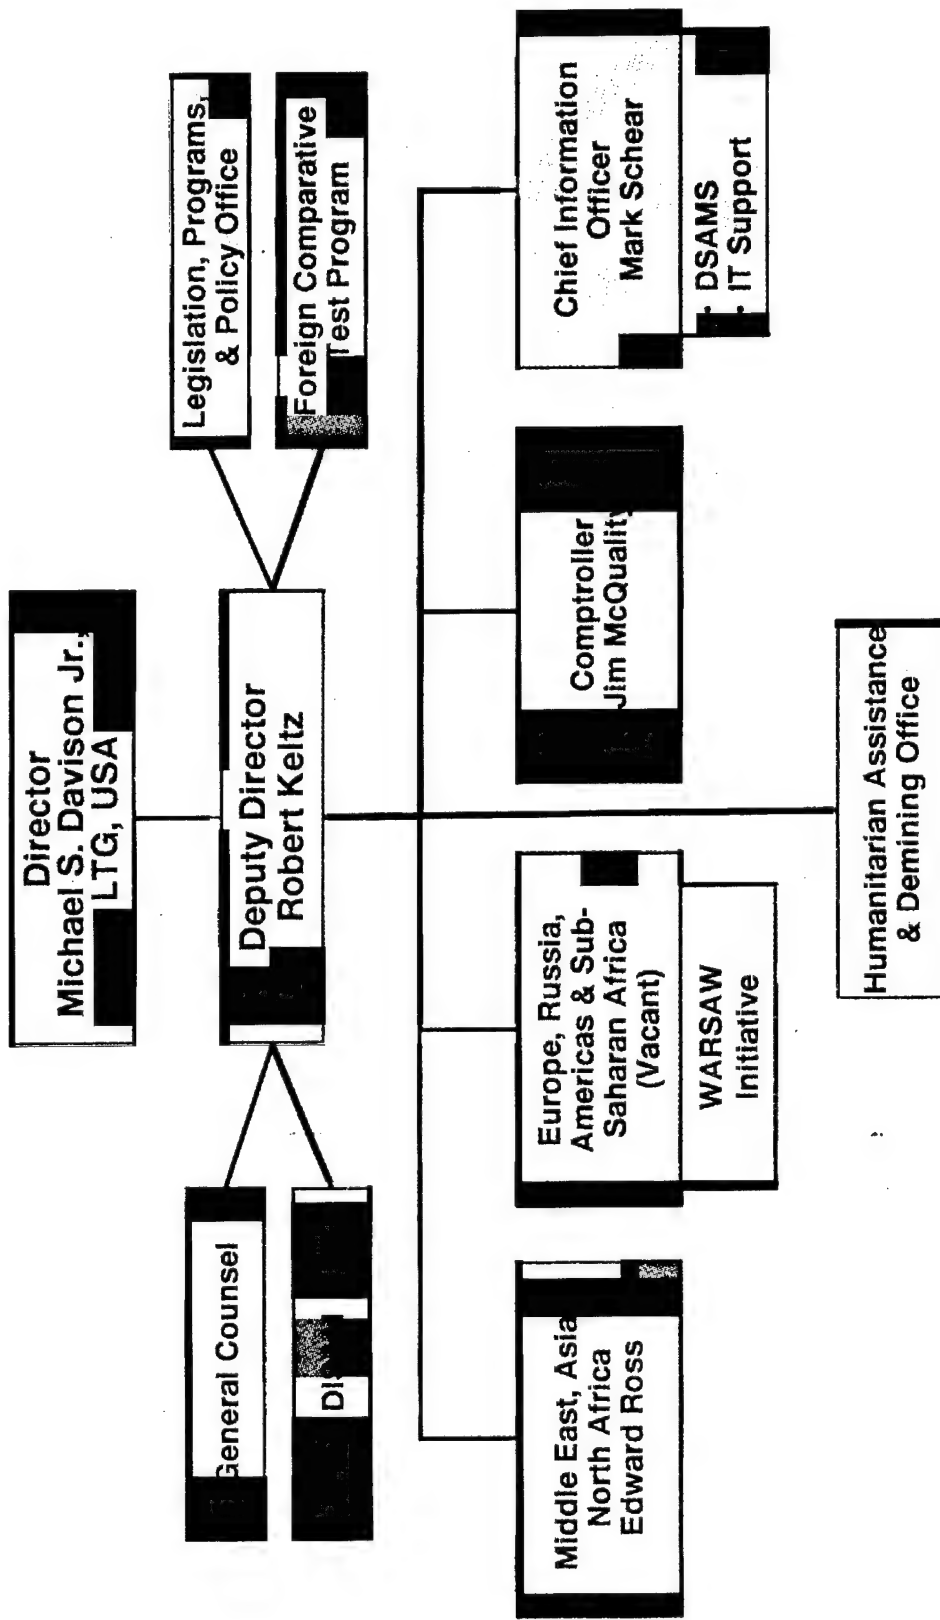 Director
Michael S. Davison Jr.,
LTG, USA
Deputy Director
Robert Keltz
General Counsel
Legislation, Programs,
& Policy Office
Foreign Comparative
Test Program
Middle East, Asia
North Africa
Edward Ross
Europe, Russia,
Americas & Sub-
Saharan Africa
(Vacant)
WARSAW
Initiative
Comptroller
Jim McQuality
Chief Information
Officer
Mark Schear
· DSAMS
· IT Support
Humanitarian Assistance
& Demining Office